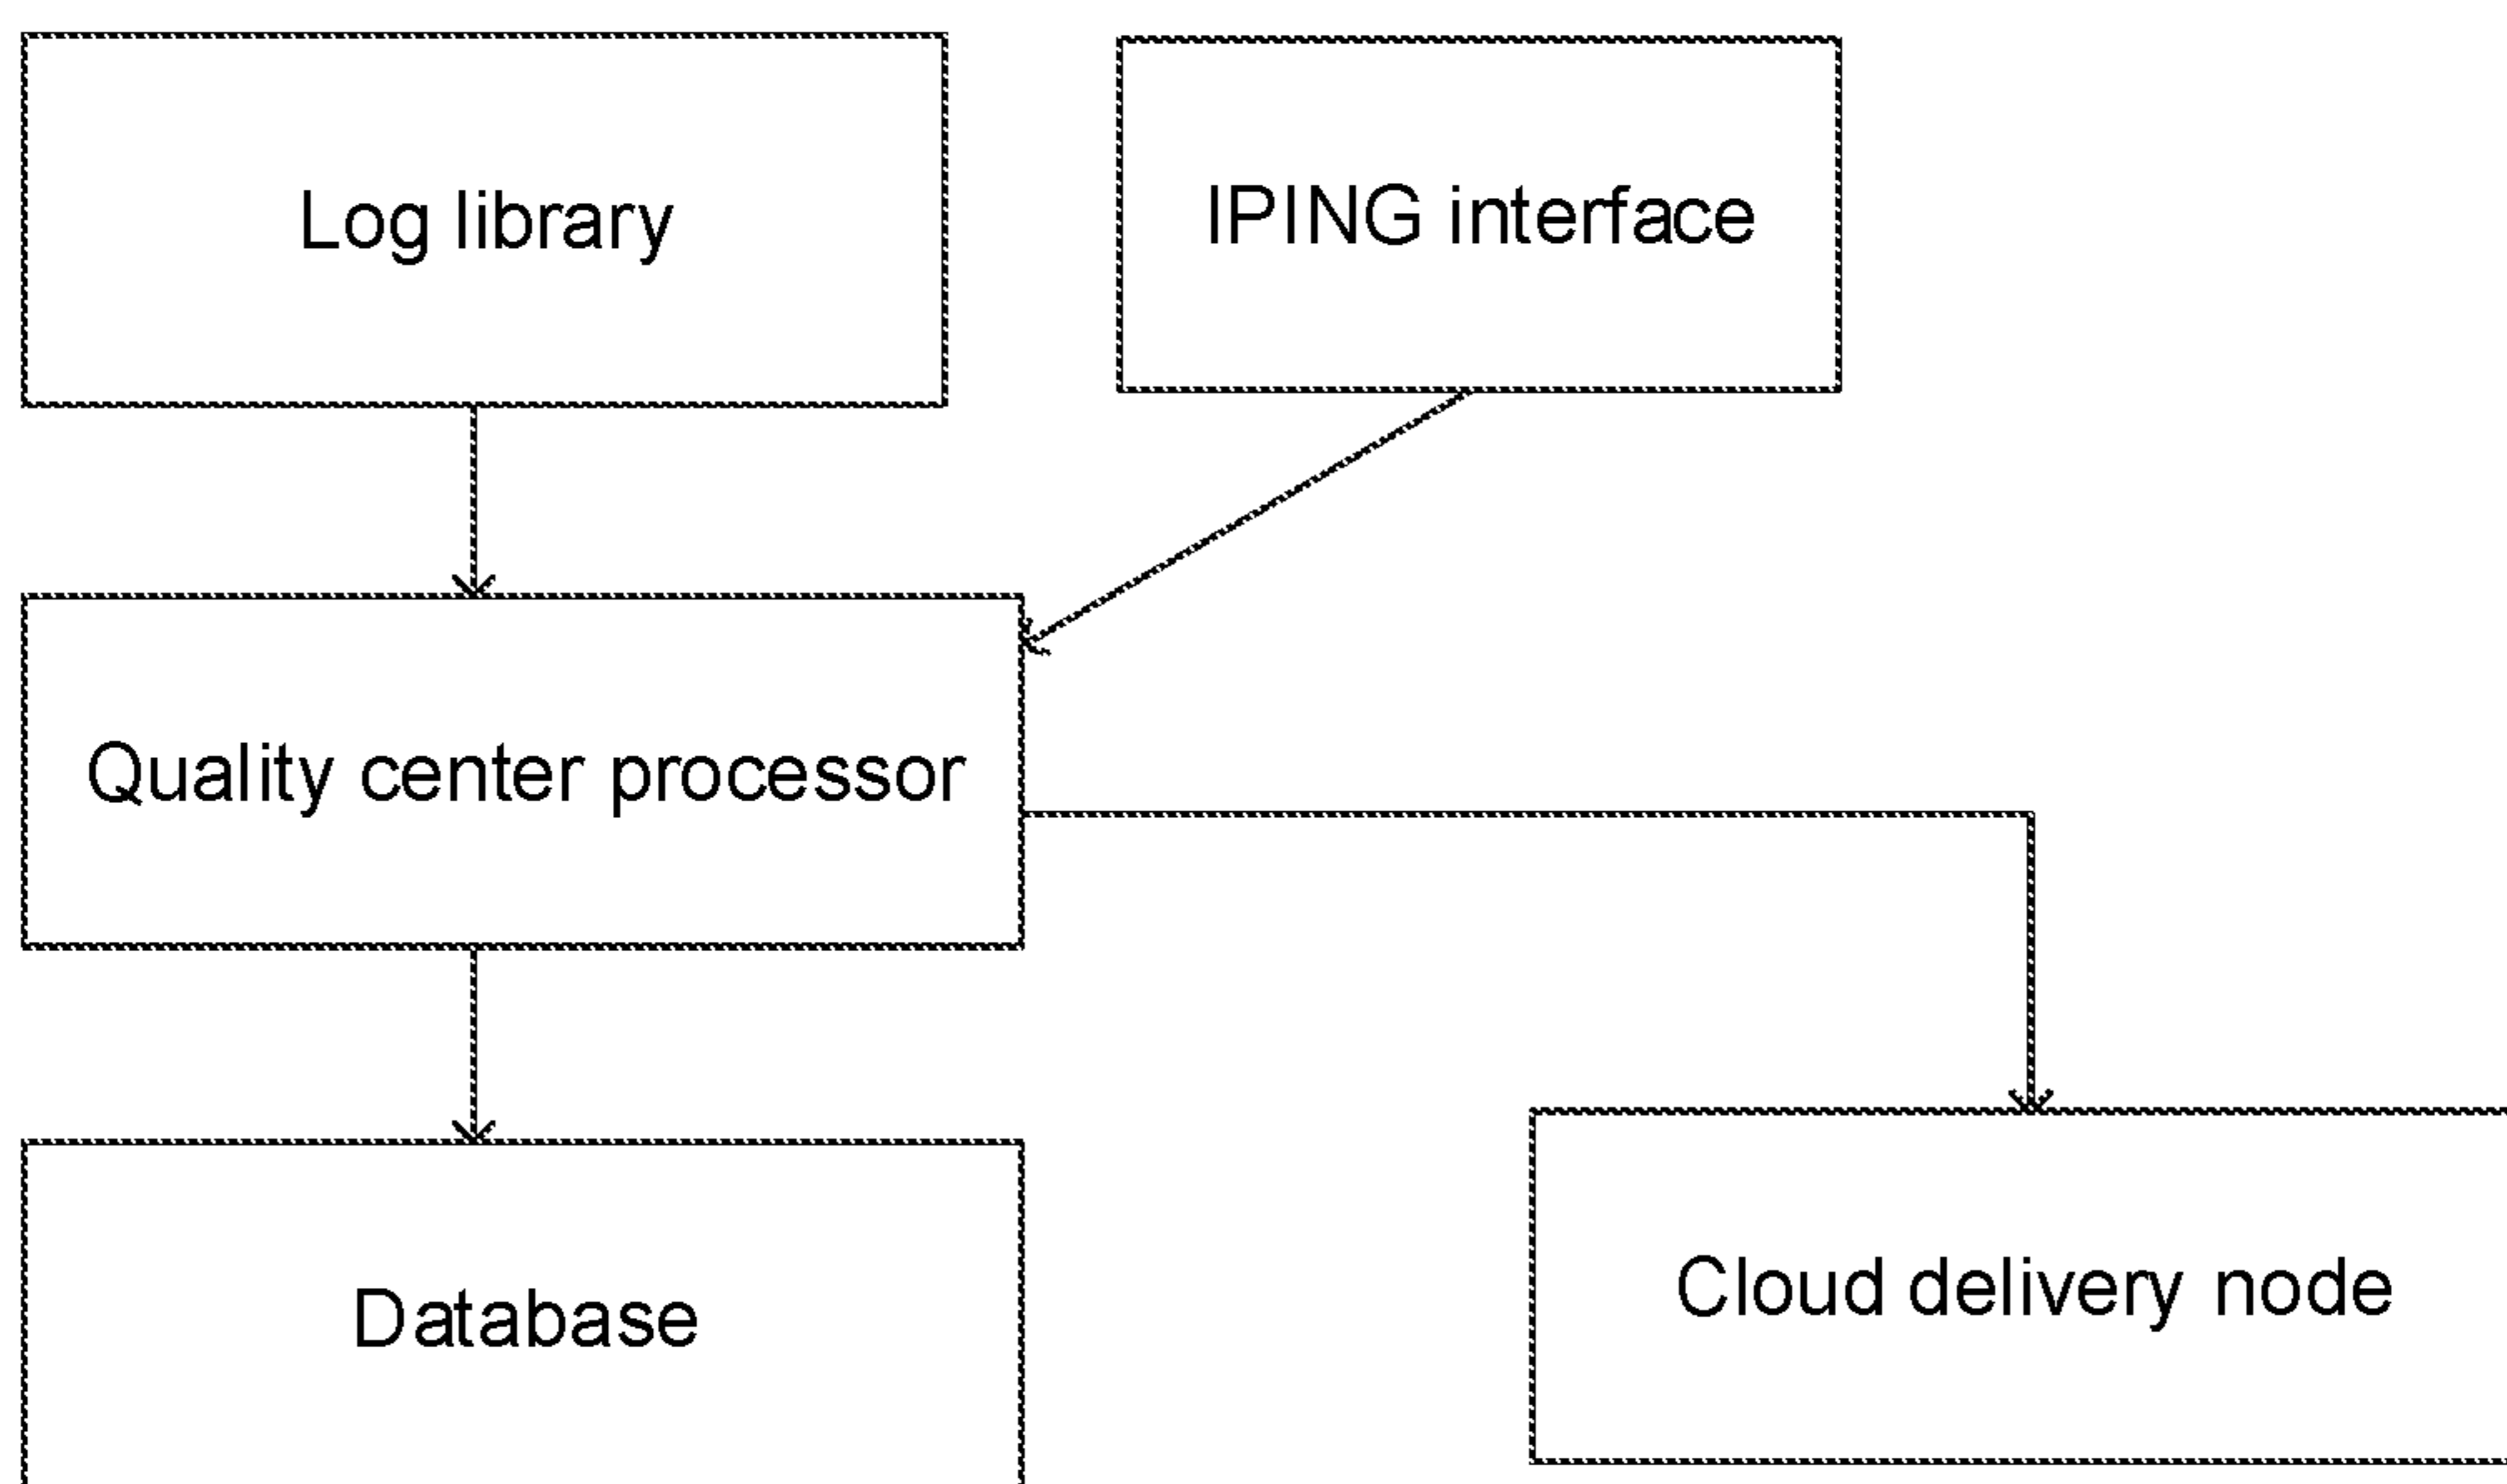 Log library
IPING interface
Quality center processor
Database
Cloud delivery node